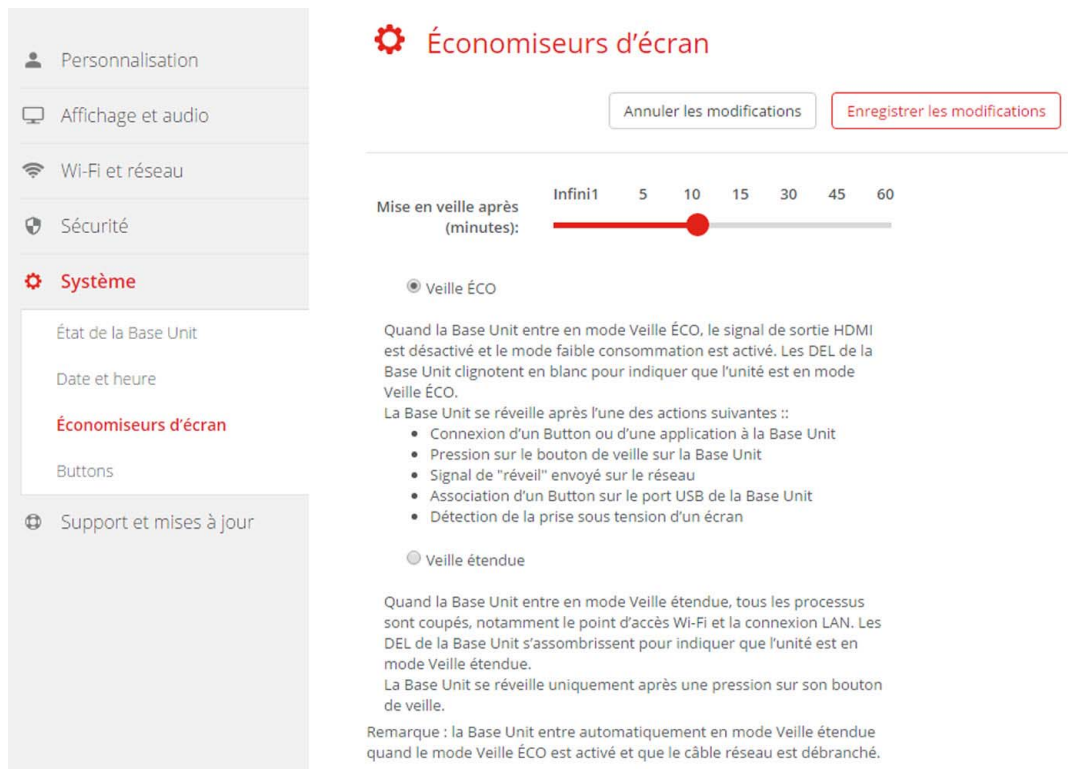 Personnalisation
Affichage et audio
Wi-Fi et réseau
Sécurité
Système
État de la Base Unit
Date et heure
Économiseurs d'écran
Buttons
Support et mises à jour
Économiseurs d'écran
Annuler les modifications
Enregistrer les modifications
Mise en veille après
(minutes):
Infini1 5 10 15 30 45 60
Veille ÉCO
Quand la Base Unit entre en mode Veille ÉCO, le signal de sortie HDMI
est désactivé et le mode faible consommation est activé. Les DEL de la
Base Unit clignotent en blanc pour indiquer que l'unité est en mode
Veille ÉCO.
La Base Unit se réveille après l'une des actions suivantes ::
• Connexion d'un Button ou d'une application à la Base Unit
• Pression sur le bouton de veille sur la Base Unit
• Signal de "réveil" envoyé sur le réseau
• Association d'un Button sur le port USB de la Base Unit
• Détection de la prise sous tension d'un écran
Veille étendue
Quand la Base Unit entre en mode Veille étendue, tous les processus
sont coupés, notamment le point d'accès Wi-Fi et la connexion LAN. Les
DEL de la Base Unit s'assombrissent pour indiquer que l'unité est en
mode Veille étendue.
La Base Unit se réveille uniquement après une pression sur son bouton
de veille.
Remarque : la Base Unit entre automatiquement en mode Veille étendue
quand le mode Veille ÉCO est activé et que le câble réseau est débranché.